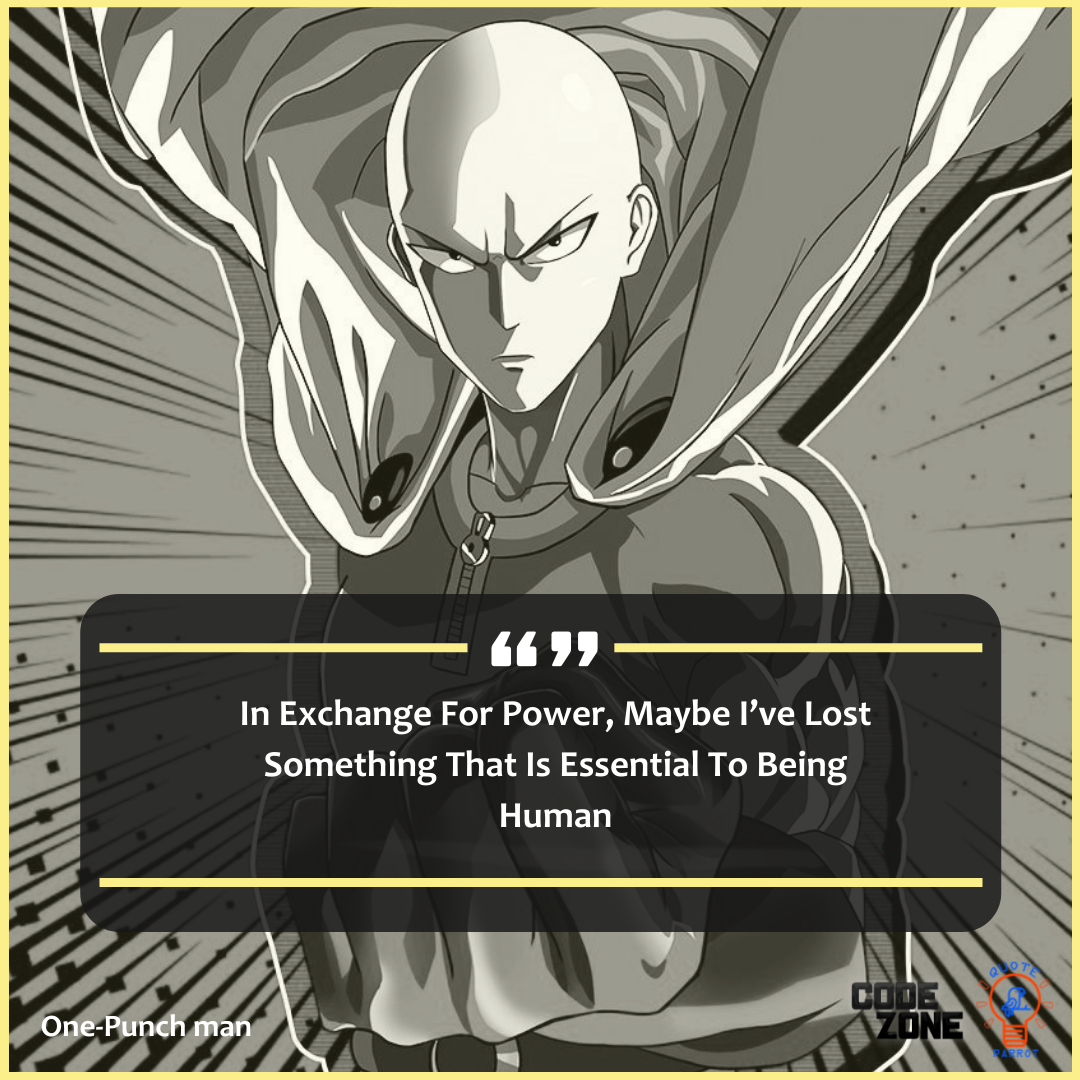 ❝❞
In Exchange For Power, Maybe I’ve Lost
Something That Is Essential To Being
Human
One-Punch man
CODE
ZONE
QUOTE
PARROT